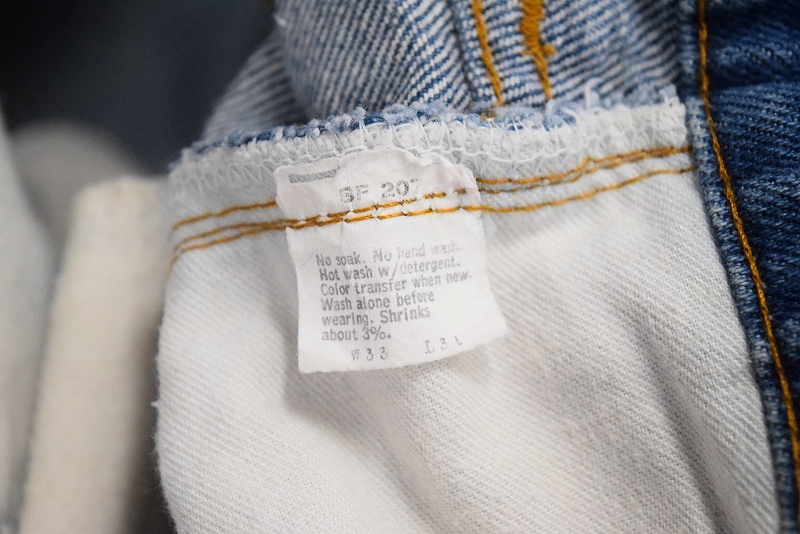 SF 207
No soak. No hand wash.
Hot wash w/detergent.
Color transfer when new.
Wash alone before
wearing. Shrinks
about 3%.
W33 L31